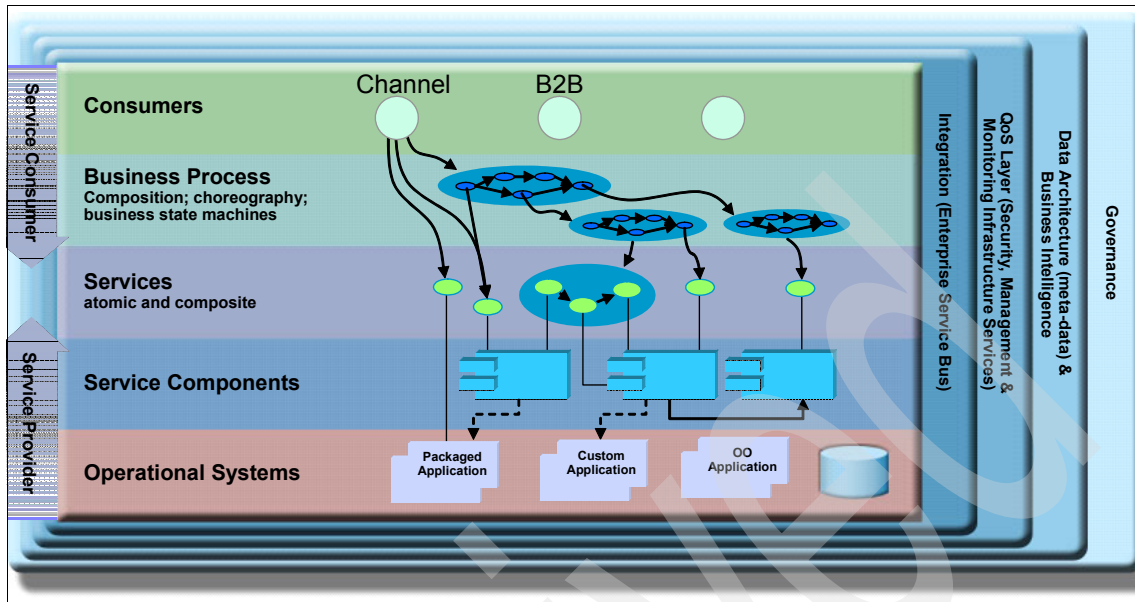 Channel
B2B
Consumers
Business Process
Composition; choreography;
business state machines
Services
atomic and composite
Service Components
Operational Systems
Packaged
Application
Custom
Application
OO
Application
Service Consumer
Service Provider
Integration (Enterprise Service Bus)
QoS Layer (Security, Management &
Monitoring Infrastructure Services)
Data Architecture (meta-data) &
Business Intelligence
Governance